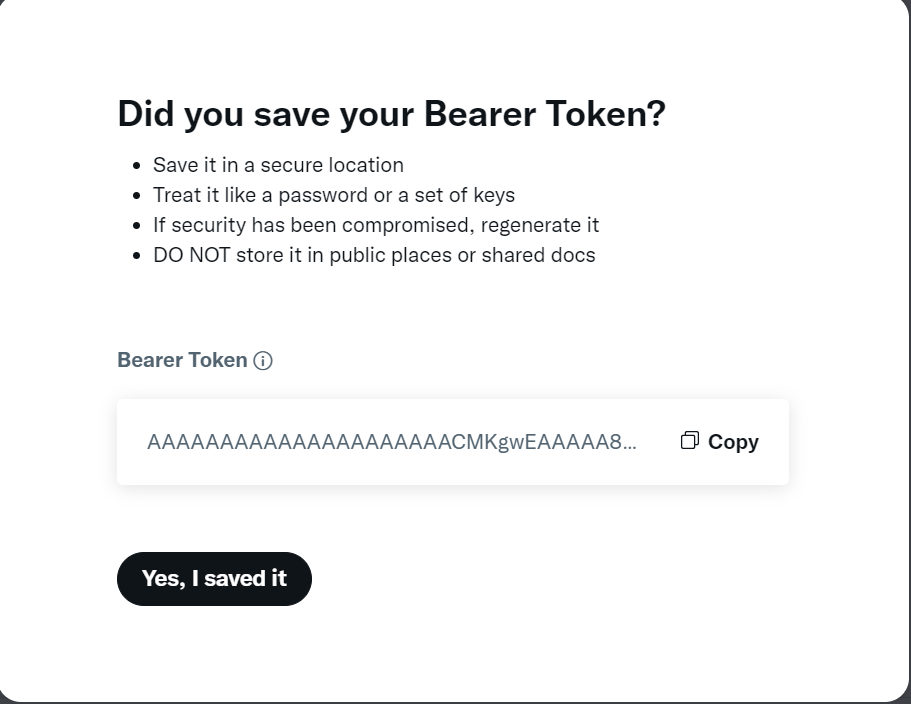 Did you save your Bearer Token?
• Save it in a secure location
• Treat it like a password or a set of keys
• If security has been compromised, regenerate it
• DO NOT store it in public places or shared docs
Bearer Token
AAAAAAAAAAAAAAAAAAAAACMKgwEAAAAA8... Copy
Yes, I saved it